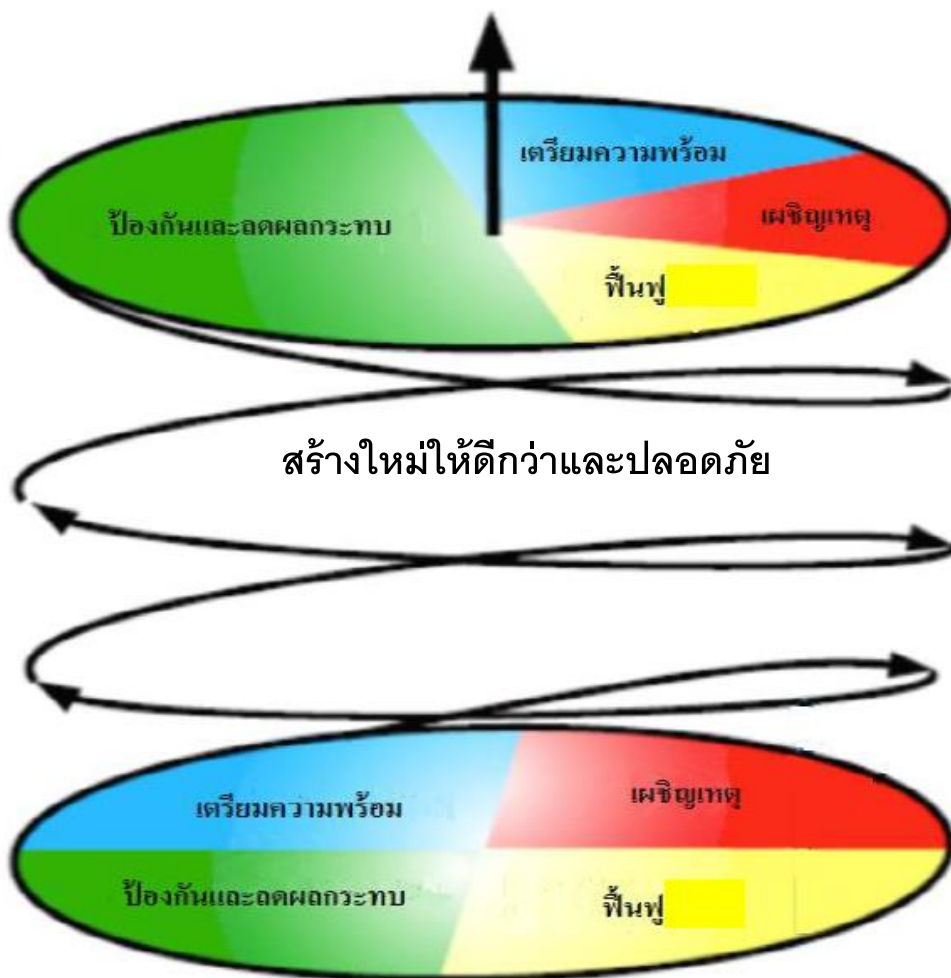 เตรียมความพร้อม
ป้องกันและลดผลกระทบ
เผชิญเหตุ
ฟื้นฟู
สร้างใหม่ให้ดีกว่าและปลอดภัย
เตรียมความพร้อม
เผชิญเหตุ
ป้องกันและลดผลกระทบ
ฟื้นฟู